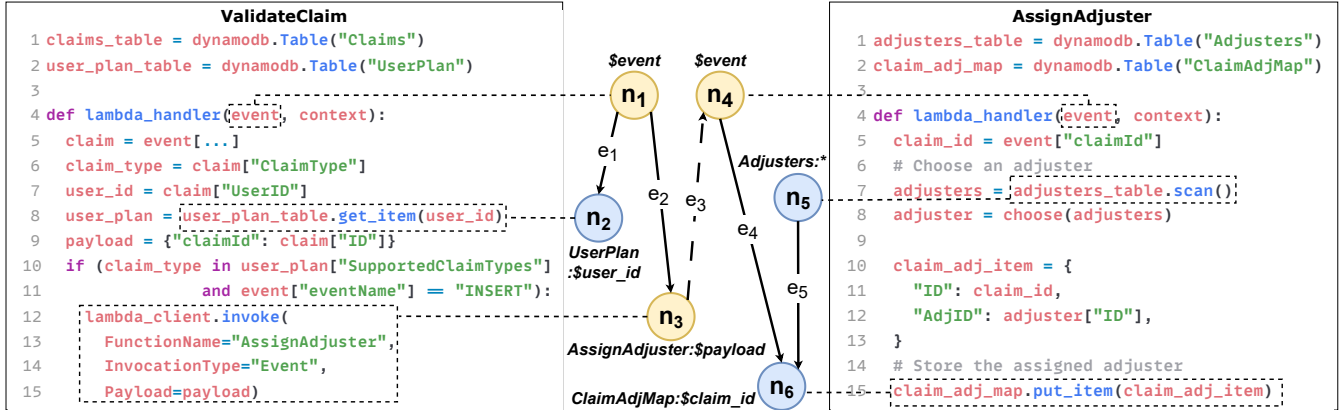 ValidateClaim
1 claims_table = dynamodb.Table("Claims")
2 user_plan_table = dynamodb.Table("UserPlan")
3
4 def lambda_handler(event, context):
5 claim = event[...]
6 claim_type = claim["ClaimType"]
7 user_id = claim["UserID"]
8 user_plan = user_plan_table.get_item(user_id)
9 payload = {"claimId": claim["ID"]}
10 if (claim_type in user_plan["SupportedClaimTypes"]
11 and event["eventName"] == "INSERT"):
12 lambda_client.invoke(
13 FunctionName="AssignAdjuster",
14 InvocationType="Event",
15 Payload=payload)
$event
n1
$event
n4
e1
Adjusters:*
n5
e2
e3
n2
UserPlan
:$user_id
e4
e5
n3
AssignAdjuster:$payload
n6
ClaimAdjMap:$claim_id
AssignAdjuster
1 adjusters_table = dynamodb.Table("Adjusters")
2 claim_adj_map = dynamodb.Table("ClaimAdjMap")
3
4 def lambda_handler(event, context):
5 claim_id = event["claimId"]
6 # Choose an adjuster
7 adjusters = adjusters_table.scan()
8 adjuster = choose(adjusters)
9
10 claim_adj_item = {
11 "ID": claim_id,
12 "AdjID": adjuster["ID"],
13 }
14 # Store the assigned adjuster
15 claim_adj_map.put_item(claim_adj_item)